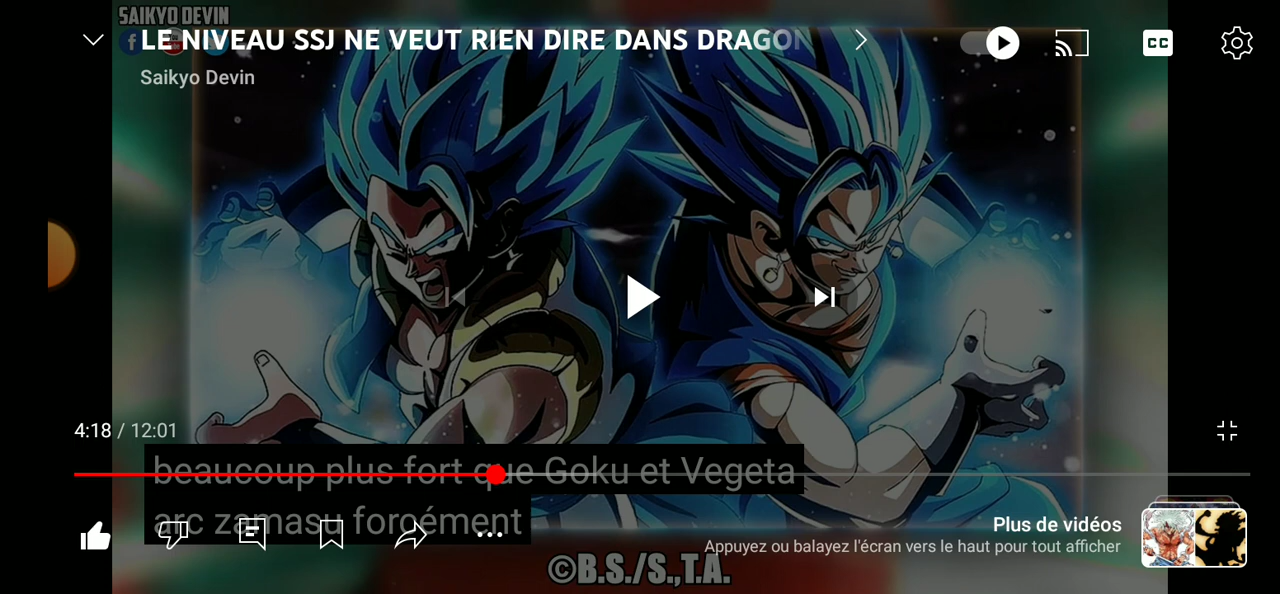 SAIKYO DEVIN
LE NIVEAU SSJ NE VEUT RIEN DIRE DANS DRAGON
Saikyo Devin
CC
4:18 / 12:01
beaucoup plus fort que Goku et Vegeta
arc zamasu forcément
Plus de vidéos
Appuyez ou balayez l'écran vers le haut pour tout afficher
©B.S./S.,T.A.